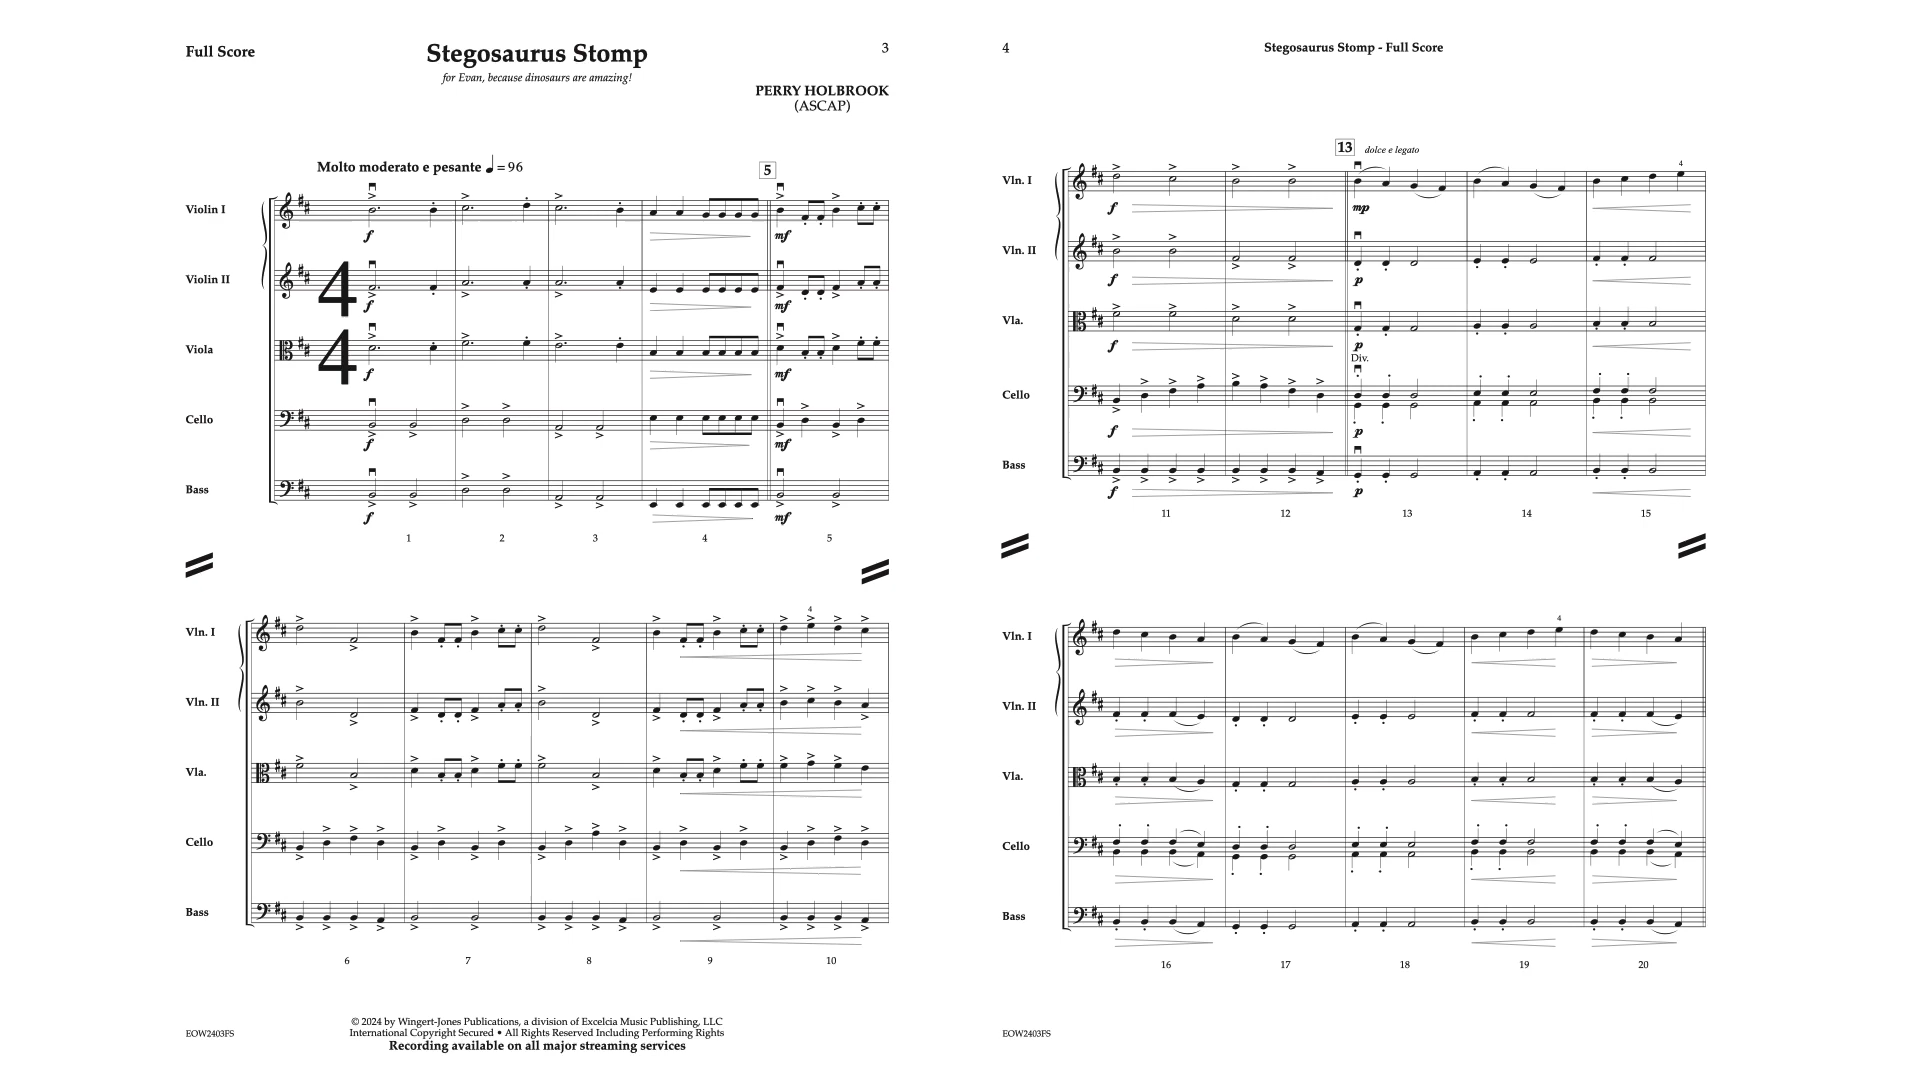 Full Score
Stegosaurus Stomp
3
for Evan, because dinosaurs are amazing!
PERRY HOLBROOK
(ASCAP)
Molto moderato e pesante ♩ = 96
5
Violin I
f
mf
Violin II
4
4
f
mf
Viola
f
mf
Cello
f
mf
Bass
f
mf
1 2 3 4 5
4
Vln. I
Vln. II
Vla.
Cello
Bass
6 7 8 9 10
© 2024 by Wingert-Jones Publications, a division of Excelcia Music Publishing, LLC
International Copyright Secured • All Rights Reserved Including Performing Rights
EOW2403FS
Recording available on all major streaming services
4
Stegosaurus Stomp - Full Score
13 dolce e legato
4
Vln. I
f
mp
Vln. II
f
p
Vla.
f
p
Div.
Cello
f
p
Bass
f
p
11 12 13 14 15
4
Vln. I
Vln. II
Vla.
Cello
Bass
16 17 18 19 20
EOW2403FS